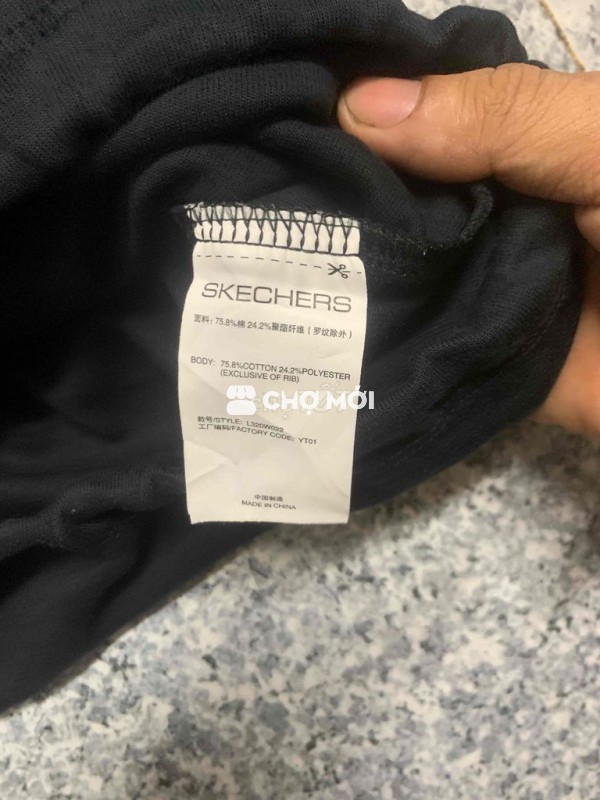 SKECHERS
面料: 75.8%棉 24.2%聚酯纤维 (罗纹除外)
BODY: 75.8%COTTON 24.2%POLYESTER
(EXCLUSIVE OF RIB)
CHỢ MỚI
款号/STYLE: L320W022
工厂编码/FACTORY CODE: YT01
中国制造
MADE IN CHINA